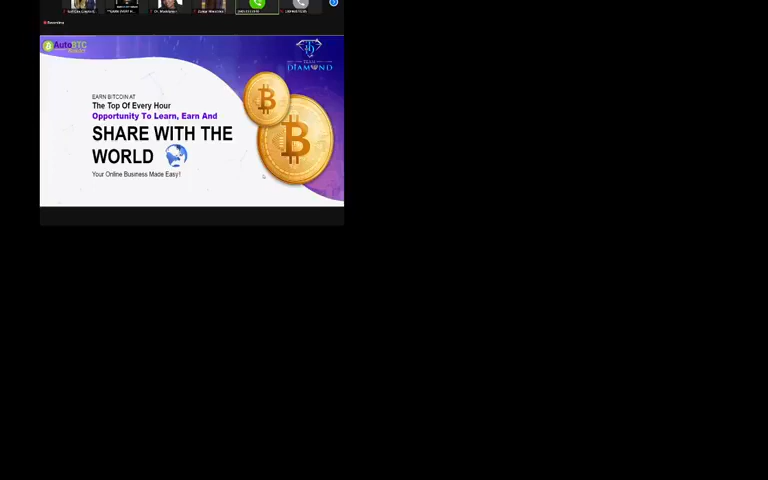 Recording
AutoBTC
DIAMOND
EARN BITCOIN AT
The Top Of Every Hour
Opportunity To Learn, Earn And
SHARE WITH THE
WORLD
Your Online Business Made Easy!